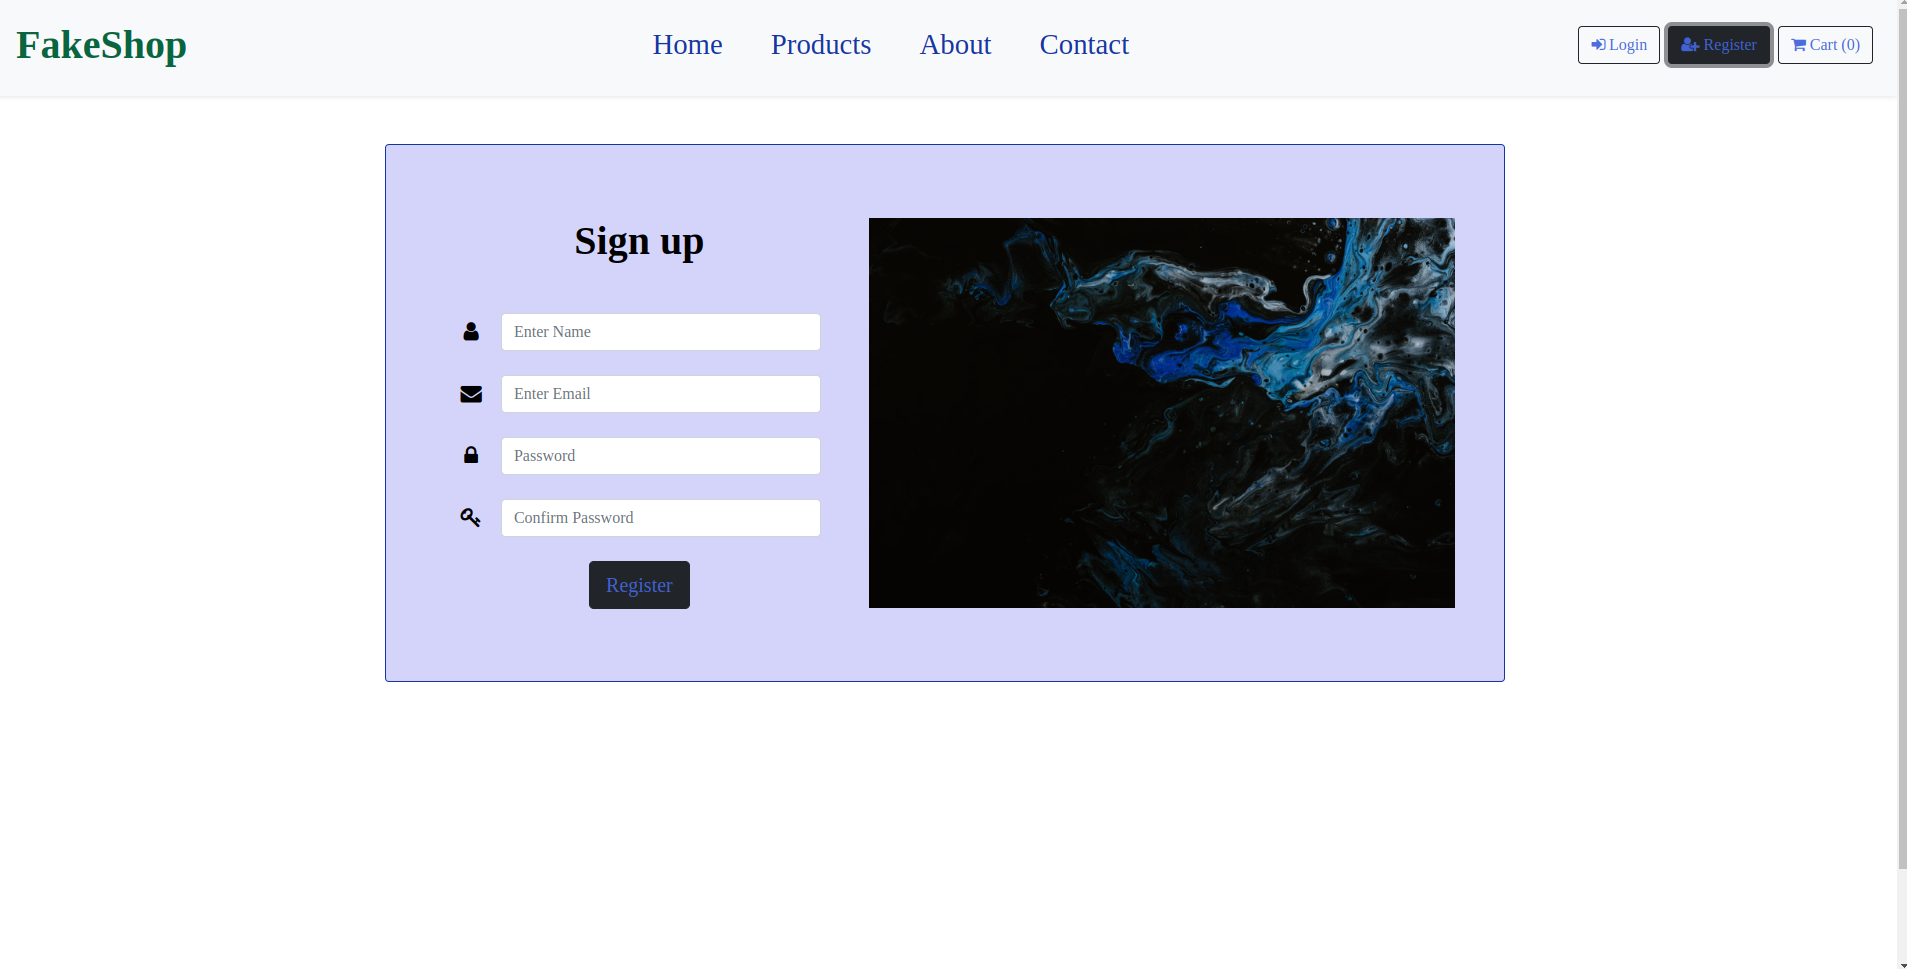 FakeShop
Home Products About Contact
Login Register Cart (0)
Sign up
Enter Name
Enter Email
Password
Confirm Password
Register